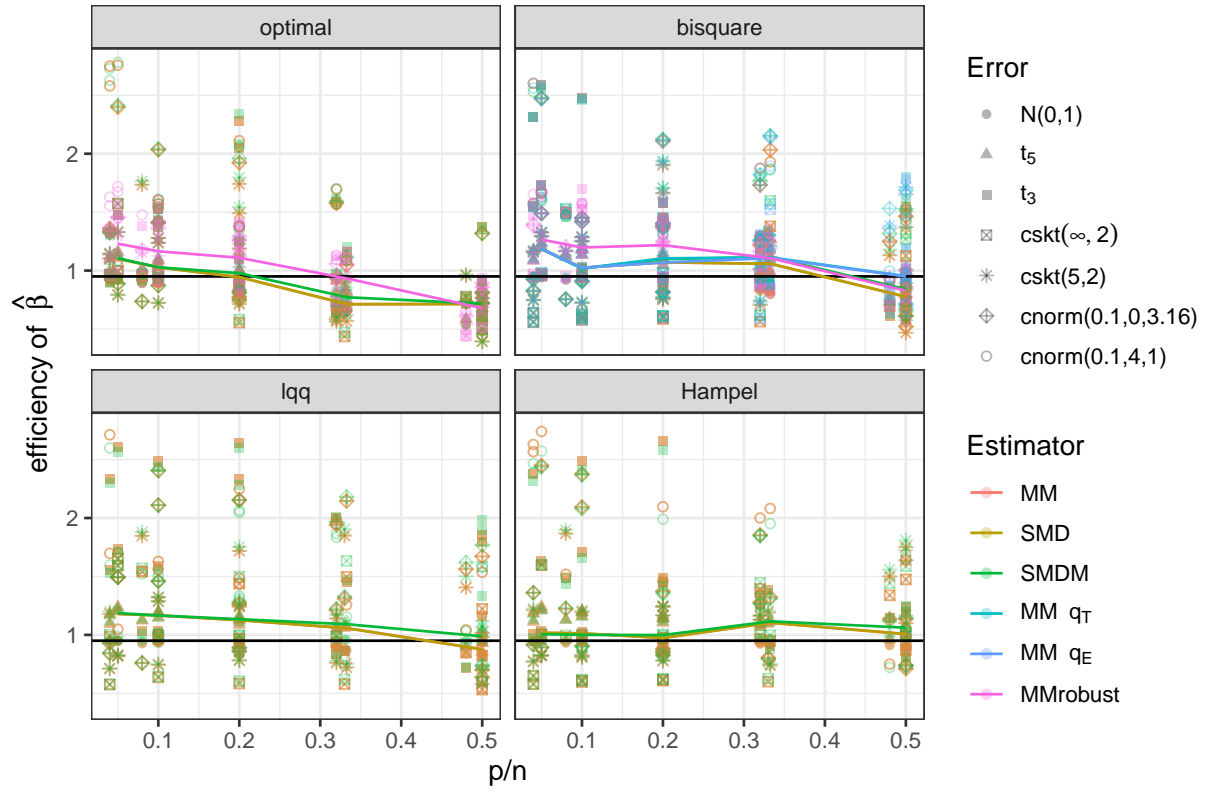 optimal
bisquare
2
1
lqq
Hampel
2
1
0.1 0.2 0.3 0.4 0.5
0.1 0.2 0.3 0.4 0.5
p/n
efficiency of β̂
Error
N(0,1)
t₅
t₃
cskt(∞, 2)
cskt(5,2)
cnorm(0.1,0,3.16)
cnorm(0.1,4,1)
Estimator
MM
SMD
SMDM
MM q_T
MM q_E
MMrobust